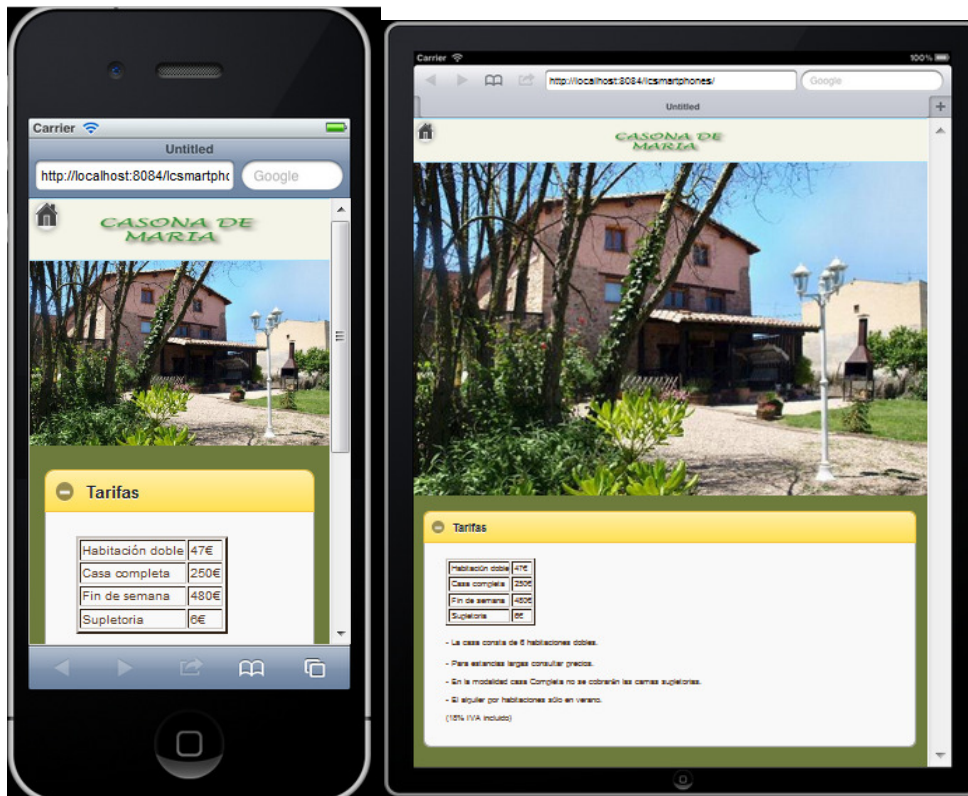 Carrier
Untitled
http://localhost:8084/lcsmartphc
Google
CASONA DE
MARIA
Tarifas
Habitación doble 47€
Casa completa 250€
Fin de semana 480€
Supletoria 6€
Carrier
100%
http://localhost:8084/lcsmartphones/
Google
Untitled
CASONA DE
MARIA
Tarifas
Habitación doble 47€
Casa completa 250€
Fin de semana 480€
Supletoria 6€
- La casa consta de 6 habitaciones dobles.
- Para estancias largas consultar precios.
- En la modalidad casa Completa no se cobrarán las camas supletorias.
- El alquiler por habitaciones sólo en verano.
(18% IVA incluido)